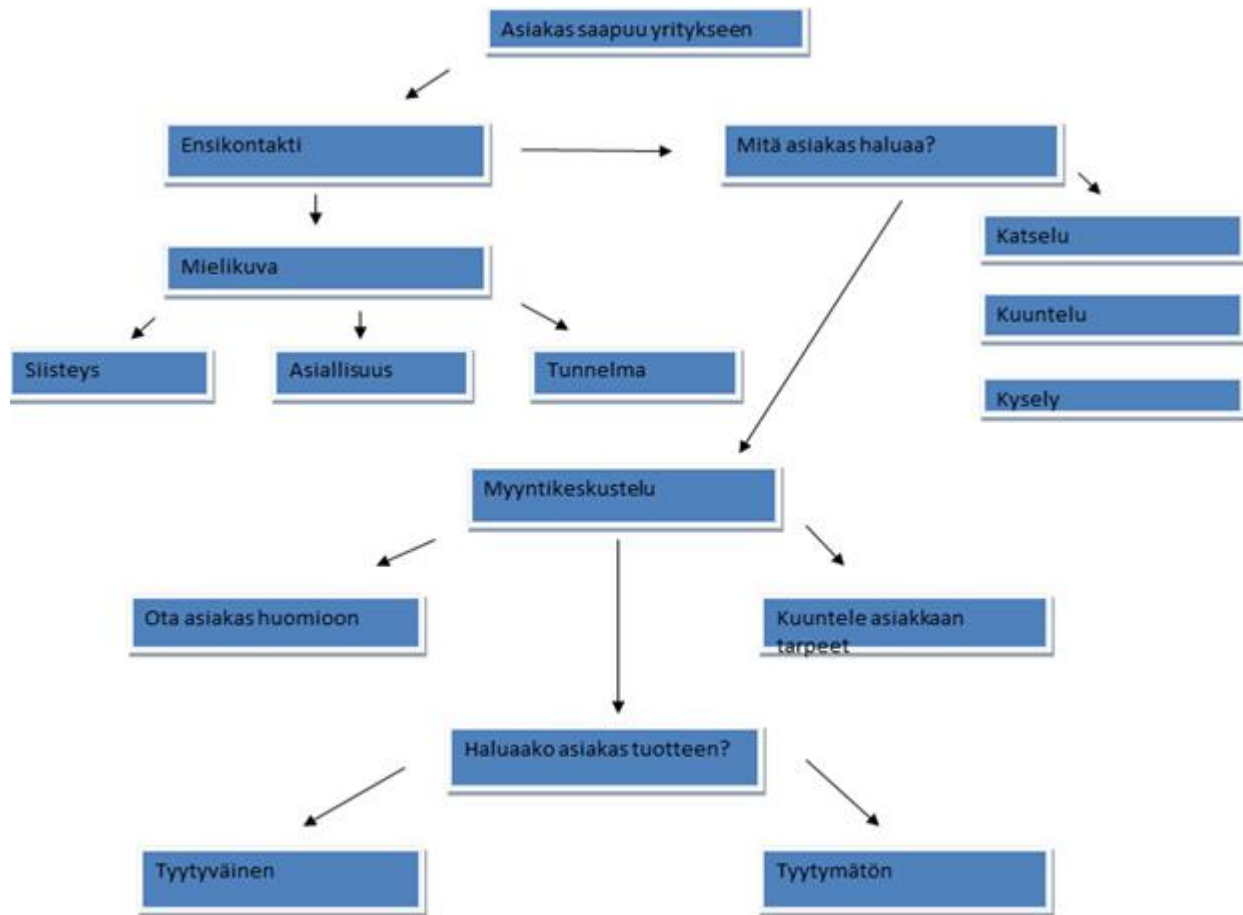 Asiakas saapuu yritykseen
Ensikontakti
Mitä asiakas haluaa?
Mielikuva
Katselu
Kuuntelu
Kysely
Siisteys
Asiallisuus
Tunnelma
Myyntikeskustelu
Ota asiakas huomioon
Kuuntele asiakkaan
tarpeet
Haluaako asiakas tuotteen?
Tyytyväinen
Tyytymätön